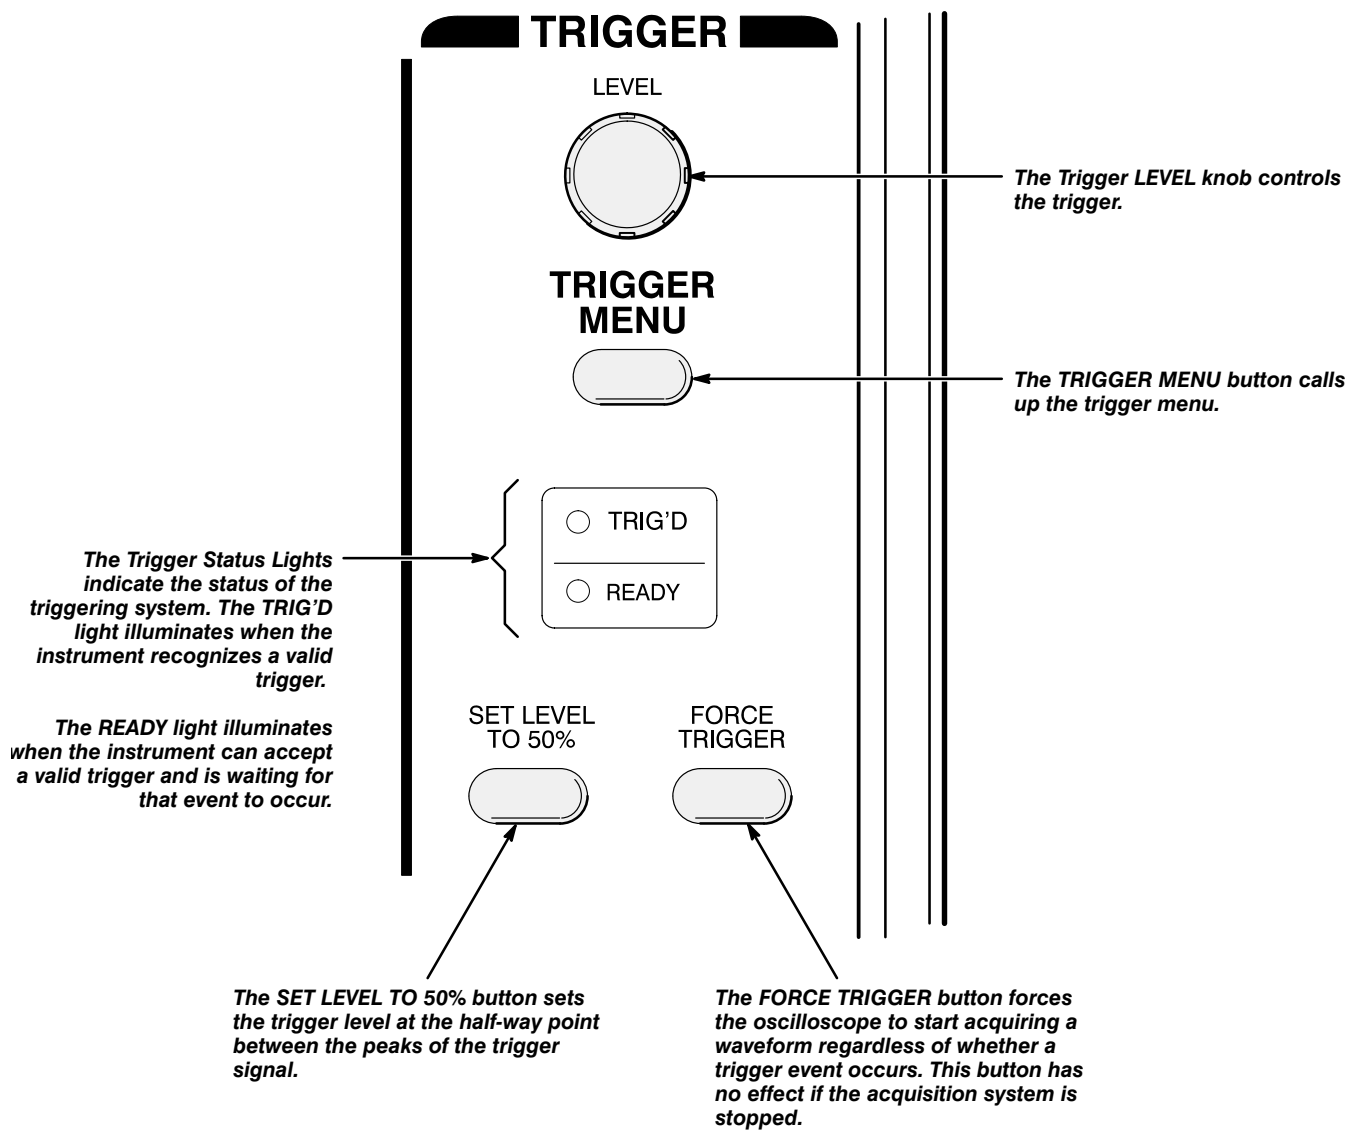 TRIGGER
LEVEL
The Trigger LEVEL knob controls
the trigger.
TRIGGER
MENU
The TRIGGER MENU button calls
up the trigger menu.
TRIG'D
READY
The Trigger Status Lights
indicate the status of the
triggering system. The TRIG'D
light illuminates when the
instrument recognizes a valid
trigger.
The READY light illuminates
when the instrument can accept
a valid trigger and is waiting for
that event to occur.
SET LEVEL
TO 50%
FORCE
TRIGGER
The SET LEVEL TO 50% button sets
the trigger level at the half-way point
between the peaks of the trigger
signal.
The FORCE TRIGGER button forces
the oscilloscope to start acquiring a
waveform regardless of whether a
trigger event occurs. This button has
no effect if the acquisition system is
stopped.